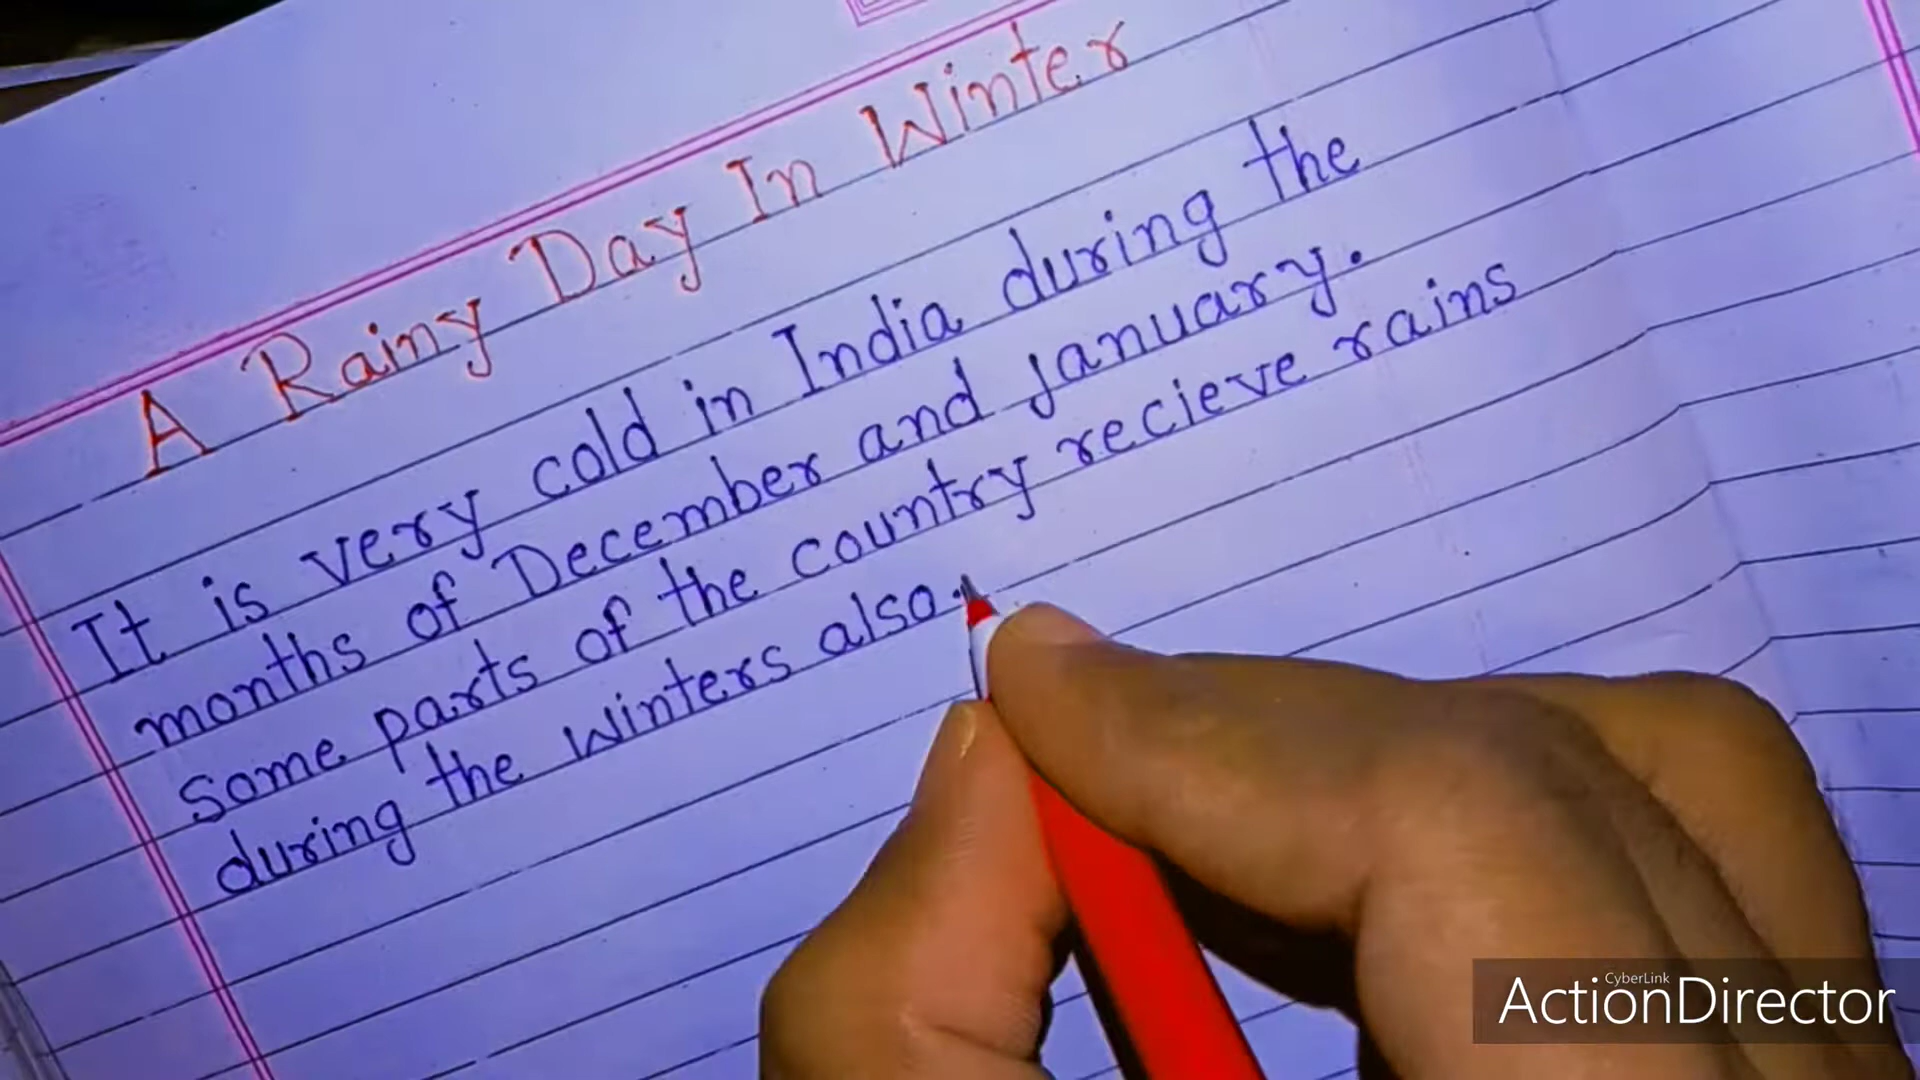 A Rainy Day In Winter
It is very cold in India during the
months of December and january.
Some parts of the country recieve rains
during the winters also.
CyberLink
ActionDirector